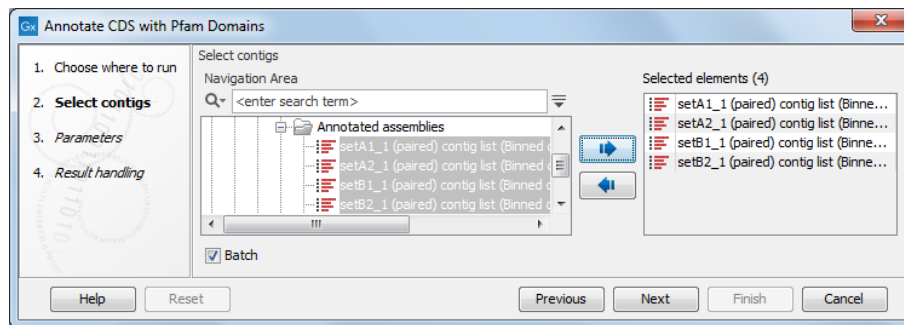 Gx Annotate CDS with Pfam Domains
X
1. Choose where to run
2. Select contigs
3. Parameters
4. Result handling
Select contigs
Navigation Area
<enter search term>
Annotated assemblies
setA1_1 (paired) contig list (Binned c
setA2_1 (paired) contig list (Binned c
setB1_1 (paired) contig list (Binned c
setB2_1 (paired) contig list (Binned c
Batch
Selected elements (4)
setA1_1 (paired) contig list (Binne...
setA2_1 (paired) contig list (Binne...
setB1_1 (paired) contig list (Binne...
setB2_1 (paired) contig list (Binne...
Help Reset Previous Next Finish Cancel